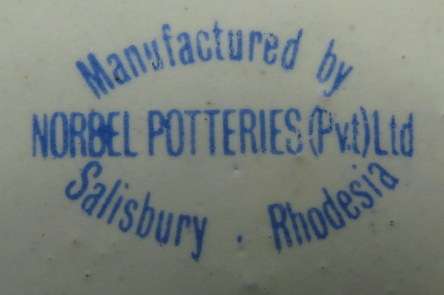 Manufactured by
NORBEL POTTERIES (Pvt) Ltd
Salisbury . Rhodesia